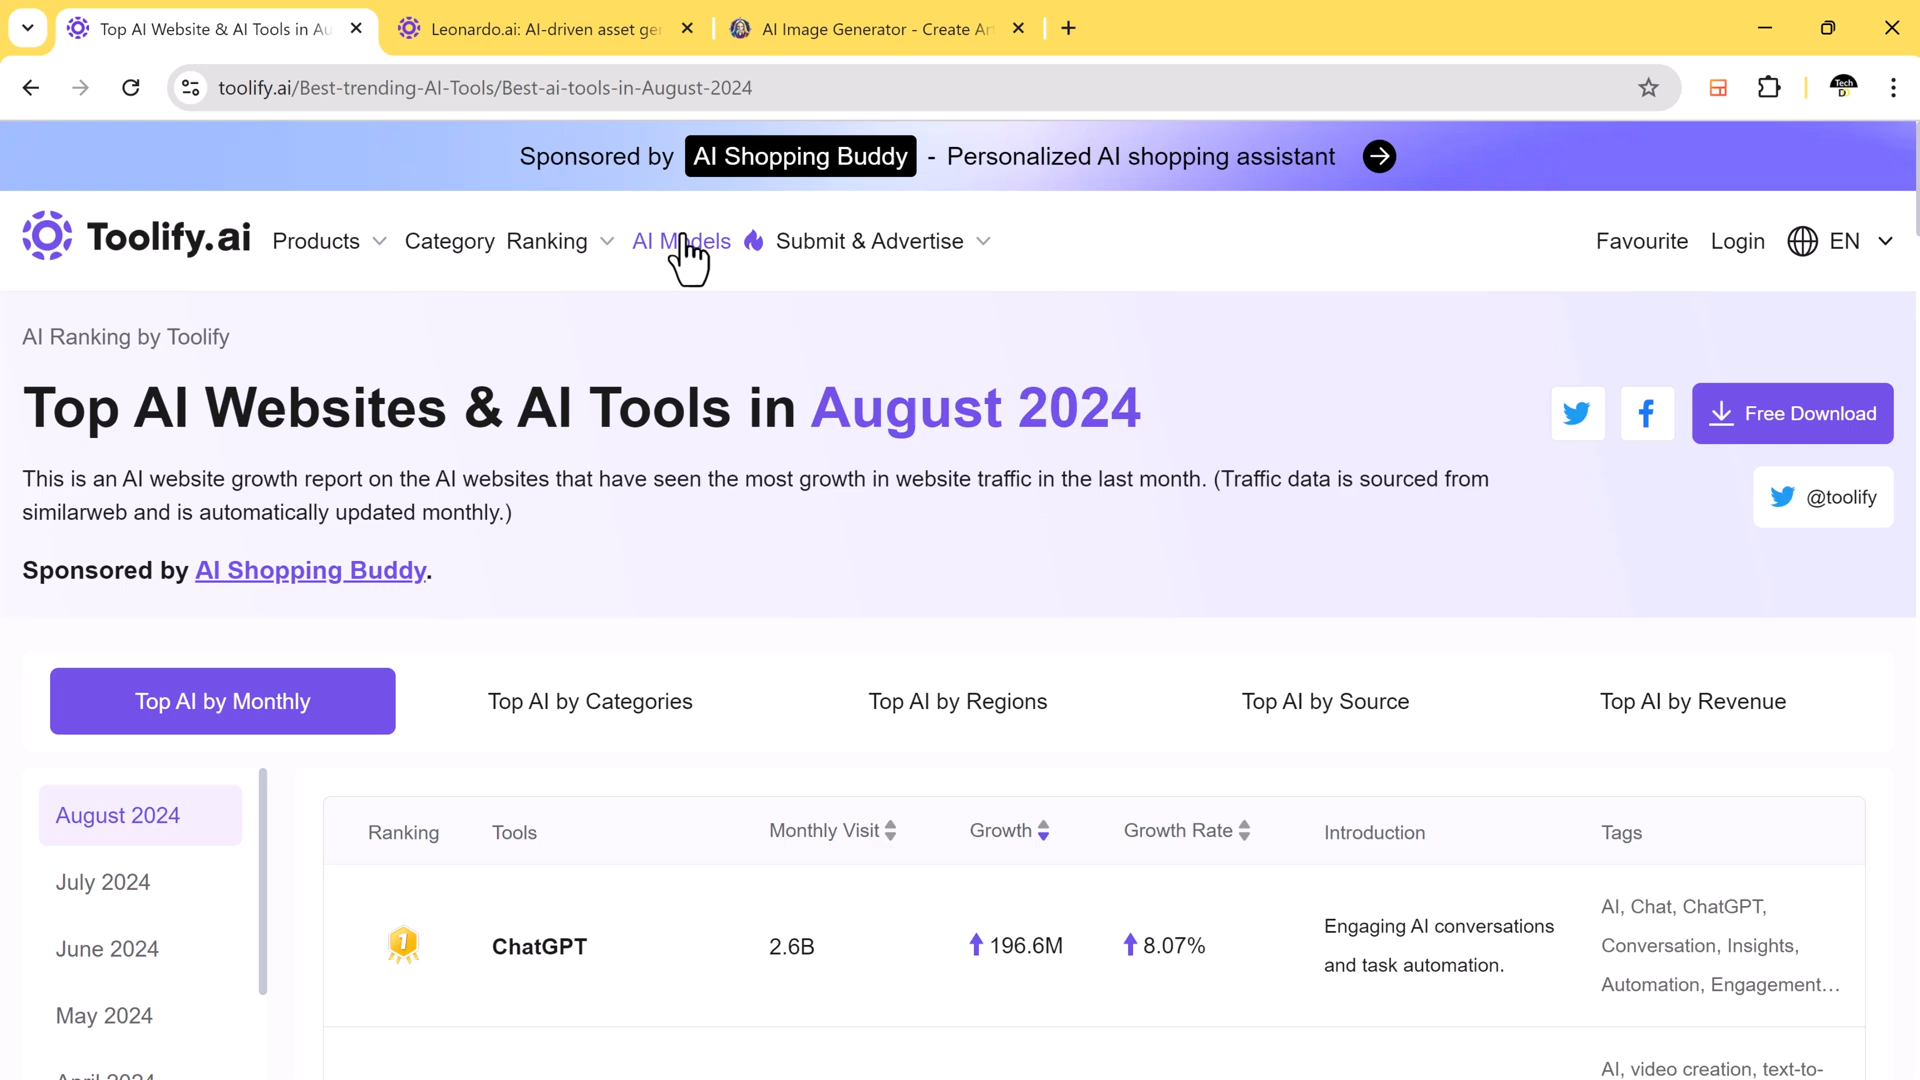 Top AI Website & AI Tools in Au
Leonardo.ai: AI-driven asset ger
AI Image Generator - Create Art
toolify.ai/Best-trending-AI-Tools/Best-ai-tools-in-August-2024
Tech
D
Sponsored by AI Shopping Buddy - Personalized AI shopping assistant
Toolify.ai
Products
Category
Ranking
AI Models
Submit & Advertise
Favourite
Login
EN
AI Ranking by Toolify
Top AI Websites & AI Tools in August 2024
Free Download
This is an AI website growth report on the AI websites that have seen the most growth in website traffic in the last month. (Traffic data is sourced from
similarweb and is automatically updated monthly.)
@toolify
Sponsored by AI Shopping Buddy.
Top AI by Monthly
Top AI by Categories
Top AI by Regions
Top AI by Source
Top AI by Revenue
August 2024
July 2024
June 2024
May 2024
April 2024
Ranking
Tools
Monthly Visit
Growth
Growth Rate
Introduction
Tags
1
ChatGPT
2.6B
196.6M
8.07%
Engaging AI conversations
and task automation.
AI, Chat, ChatGPT,
Conversation, Insights,
Automation, Engagement...
AI, video creation, text-to-